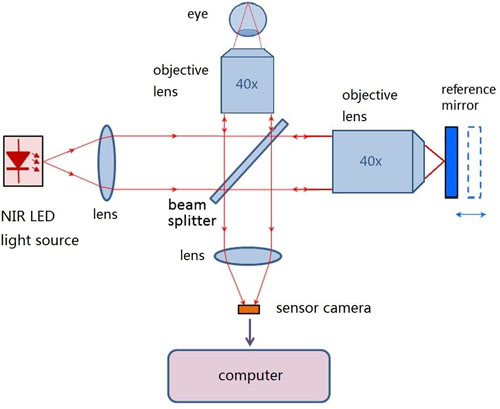 eye
objective
lens
40x
objective
lens
40x
reference
mirror
NIR LED
light source
lens
beam
splitter
lens
sensor camera
computer